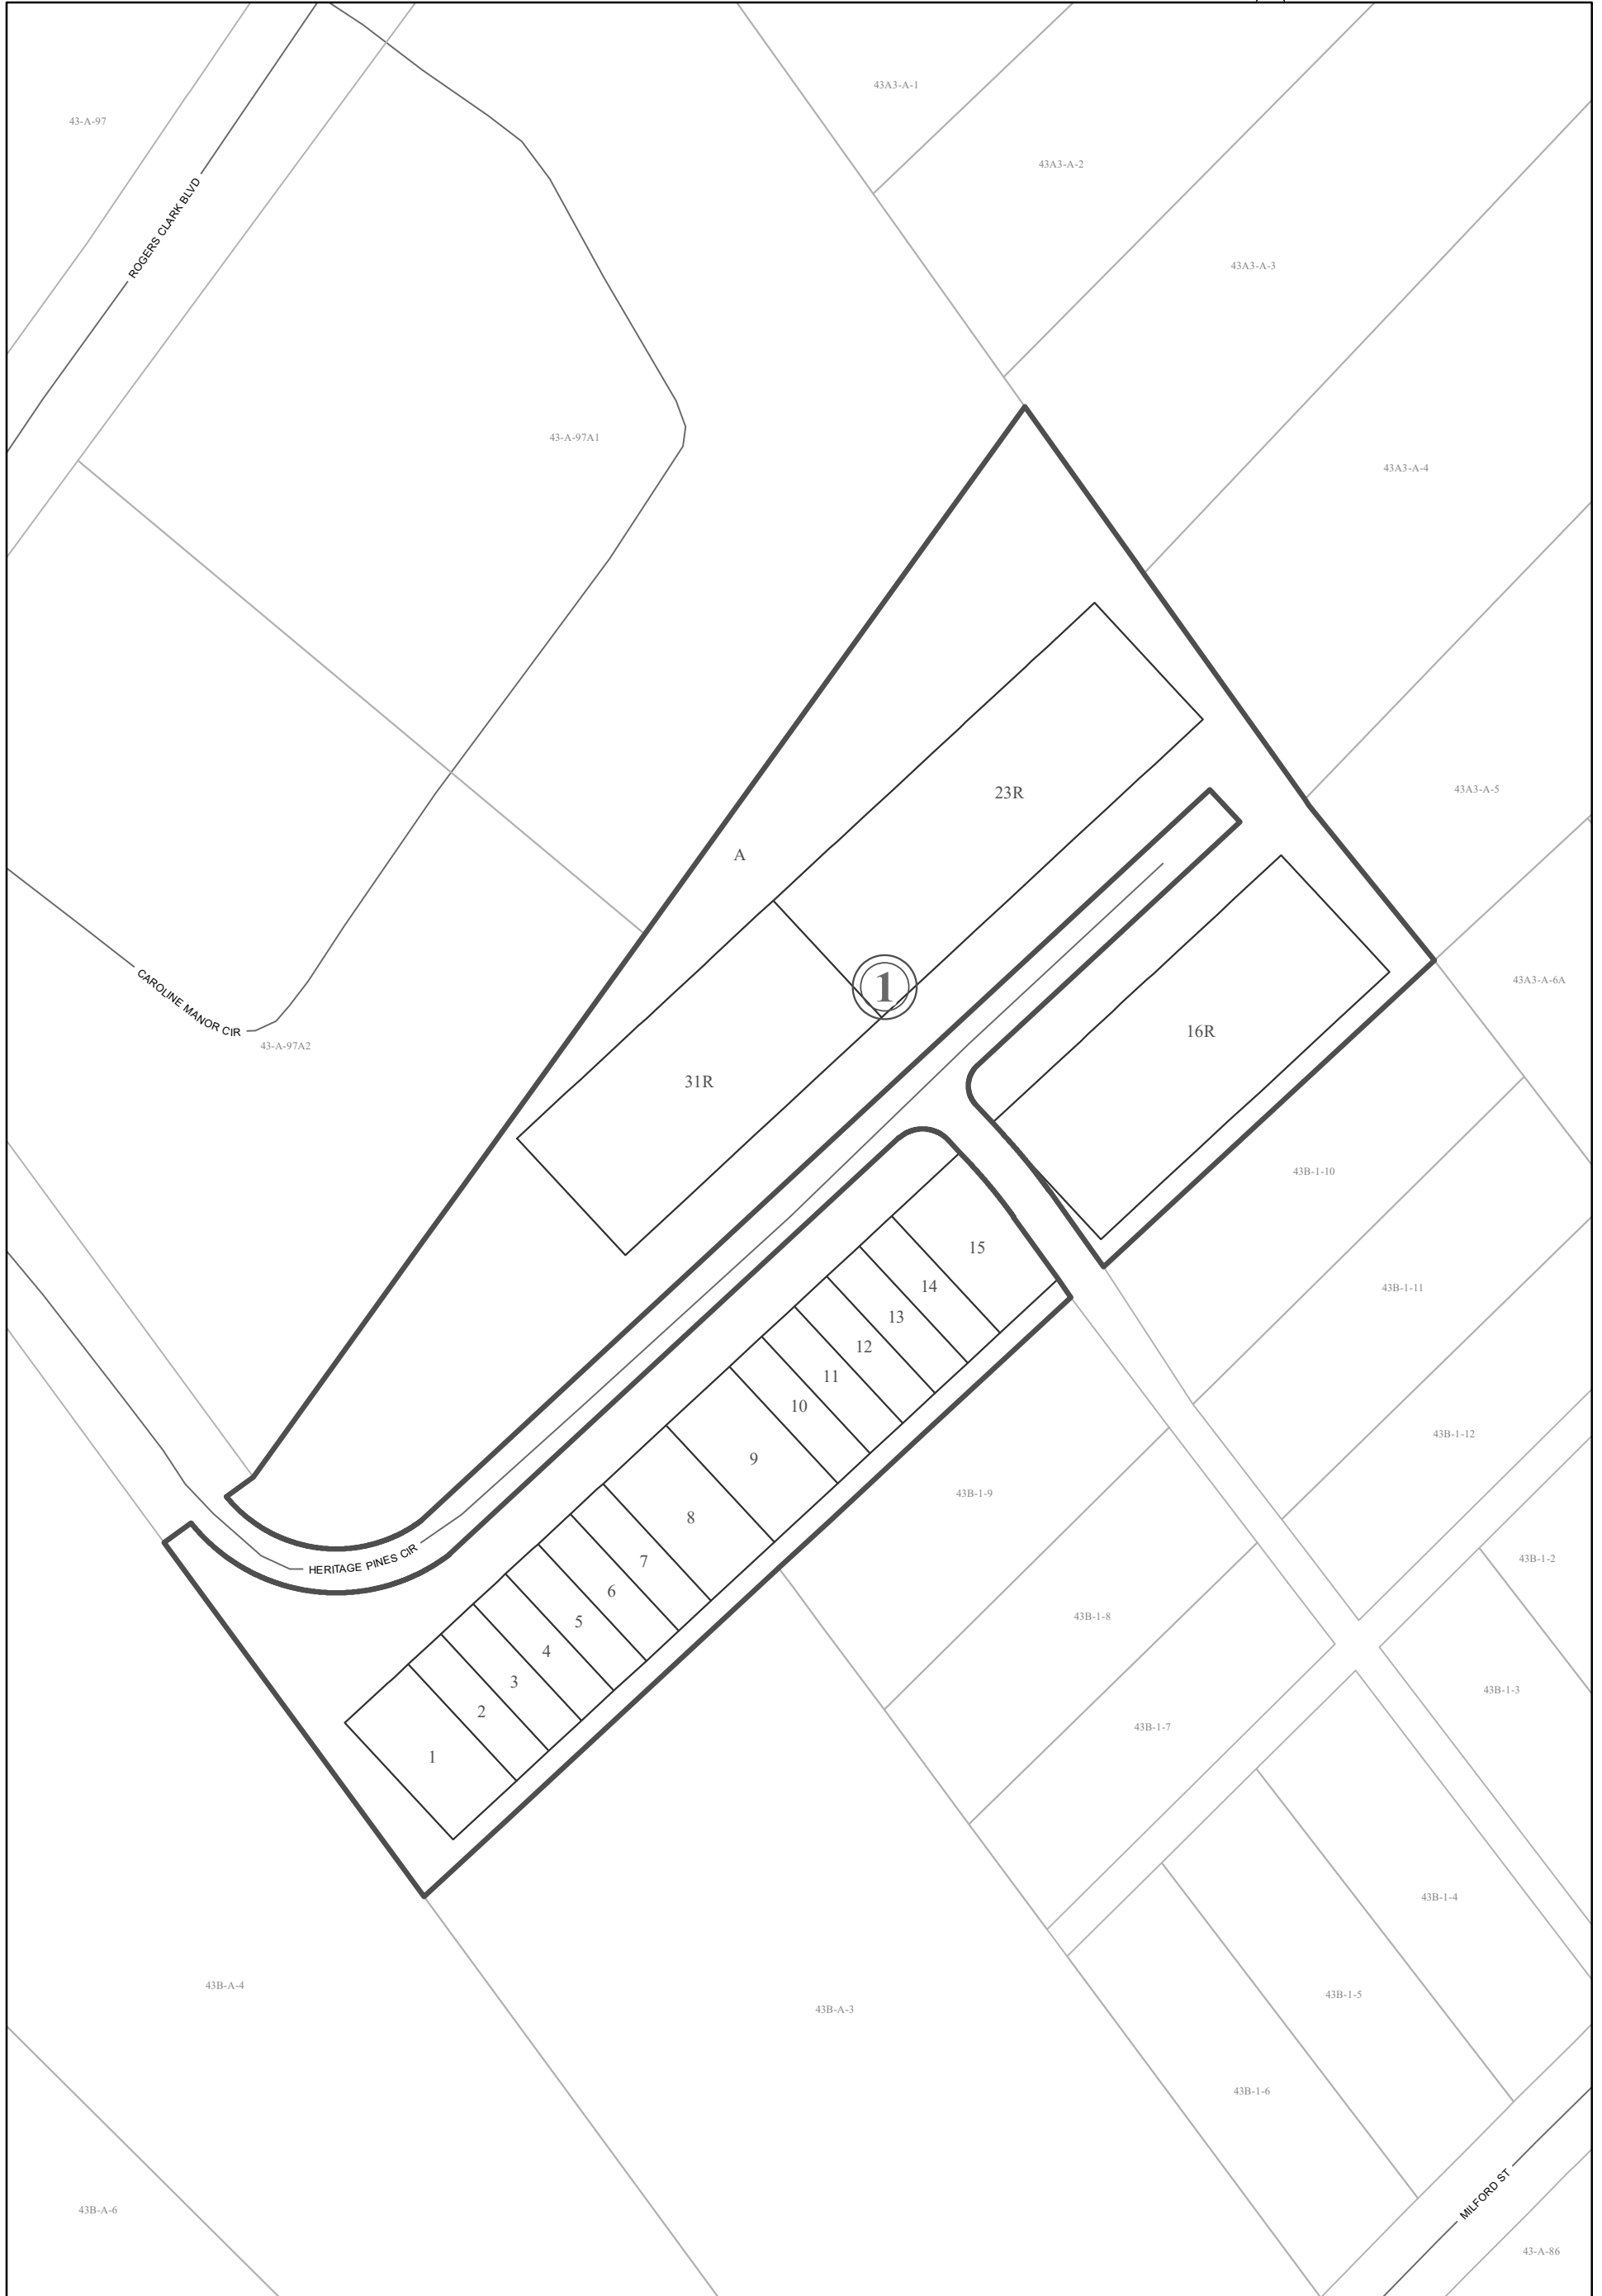 43A3-A-1
43-A-97
43A3-A-2
ROGERS CLARK BLVD
43A3-A-3
43-A-97A1
43A3-A-4
23R
43A3-A-5
A
43A3-A-6A
1
CAROLINE MANOR CIR
16R
43-A-97A2
31R
43B-1-10
15
14
43B-1-11
13
12
11
10
43B-1-12
9
43B-1-9
8
HERITAGE PINES CIR
7
43B-1-2
6
5
43B-1-8
4
3
43B-1-3
2
43B-1-7
1
43B-1-4
43B-A-4
43B-1-5
43B-A-3
43B-1-6
MILFORD ST
43B-A-6
43-A-86